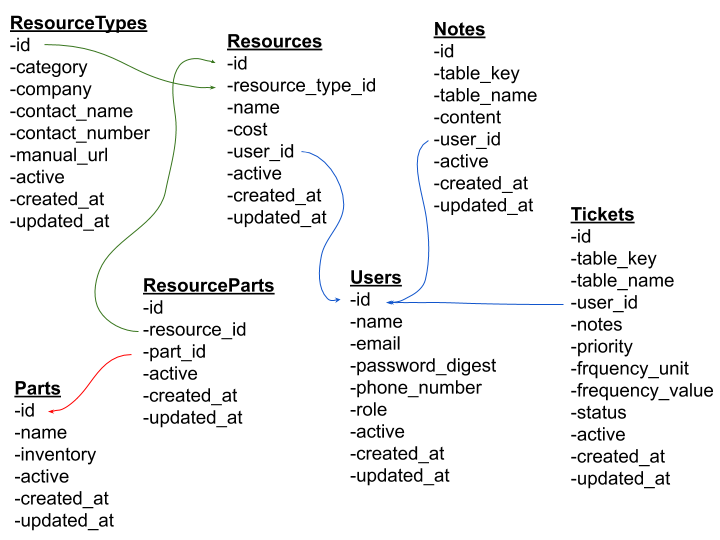 ResourceTypes
-id
-category
-company
-contact_name
-contact_number
-manual_url
-active
-created_at
-updated_at
Resources
-id
-resource_type_id
-name
-cost
-user_id
-active
-created_at
-updated_at
Notes
-id
-table_key
-table_name
-content
-user_id
-active
-created_at
-updated_at
Tickets
-id
-table_key
-table_name
-user_id
-notes
-priority
-frquency_unit
-frequency_value
-status
-active
-created_at
-updated_at
Users
-id
-name
-email
-password_digest
-phone_number
-role
-active
-created_at
-updated_at
ResourceParts
-id
-resource_id
-part_id
-active
-created_at
-updated_at
Parts
-id
-name
-inventory
-active
-created_at
-updated_at